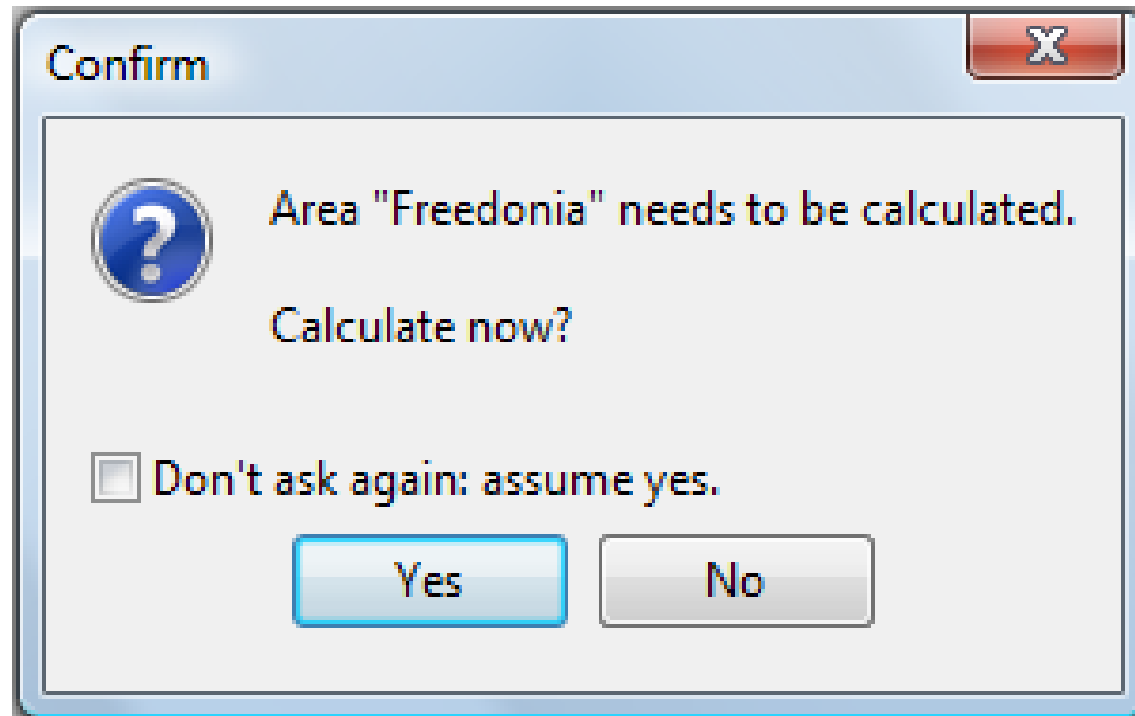 Confirm
Area "Freedonia" needs to be calculated.
Calculate now?
Don't ask again: assume yes.
Yes
No